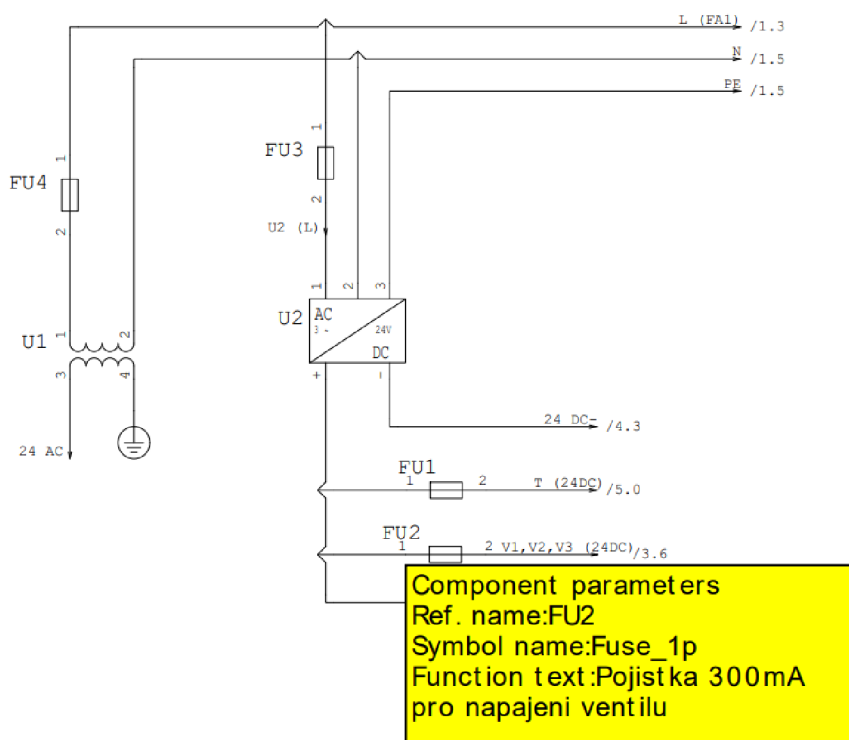 L (FA1) /1.3
N /1.5
PE /1.5
1
FU3
1
FU4
2
U2 (L)
2
1 2 3
U2 AC
3 ~ 24V
DC
1 2
U1
3 4
+ -
24 AC
24 DC- /4.3
FU1
1 2 T (24DC) /5.0
FU2
1 2 V1,V2,V3 (24DC) /3.6
Component parameters
Ref. name:FU2
Symbol name:Fuse_1p
Function text:Pojistka 300mA
pro napajeni ventilu